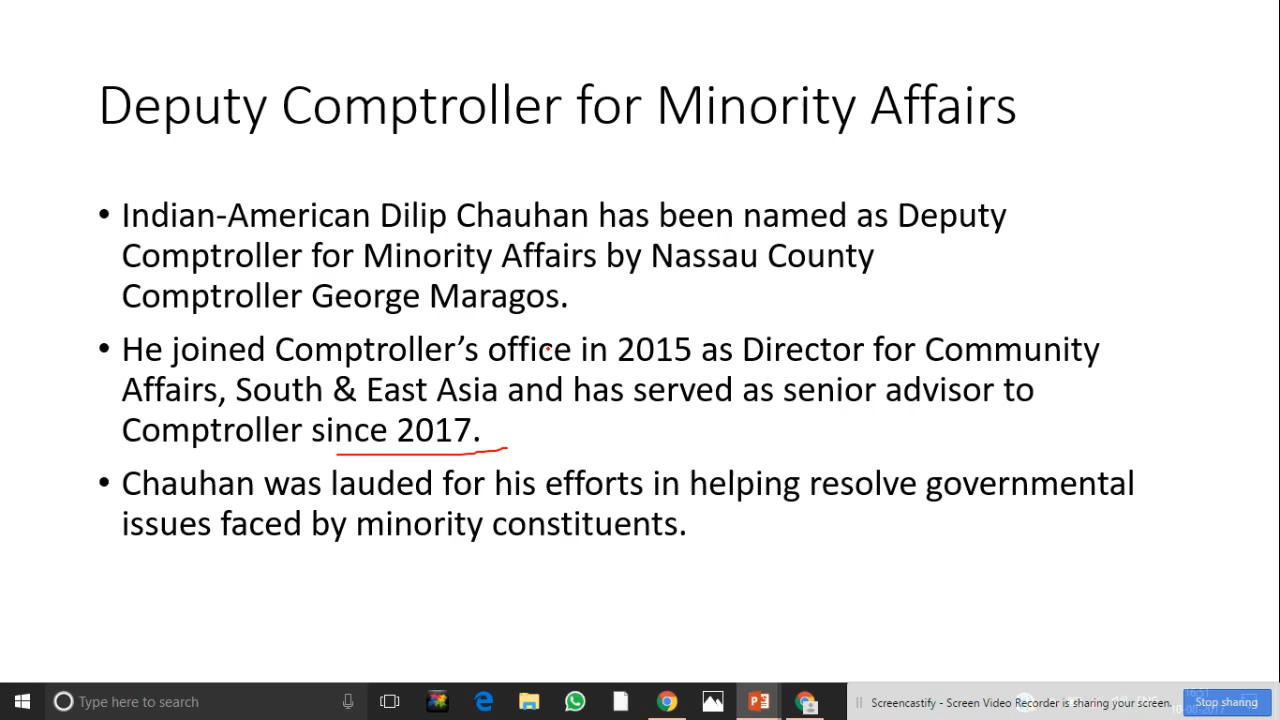 Deputy Comptroller for Minority Affairs
• Indian-American Dilip Chauhan has been named as Deputy
Comptroller for Minority Affairs by Nassau County
Comptroller George Maragos.
• He joined Comptroller’s office in 2015 as Director for Community
Affairs, South & East Asia and has served as senior advisor to
Comptroller since 2017.
• Chauhan was lauded for his efforts in helping resolve governmental
issues faced by minority constituents.
Type here to search
Screencastify - Screen Video Recorder is sharing your screen.
Stop sharing